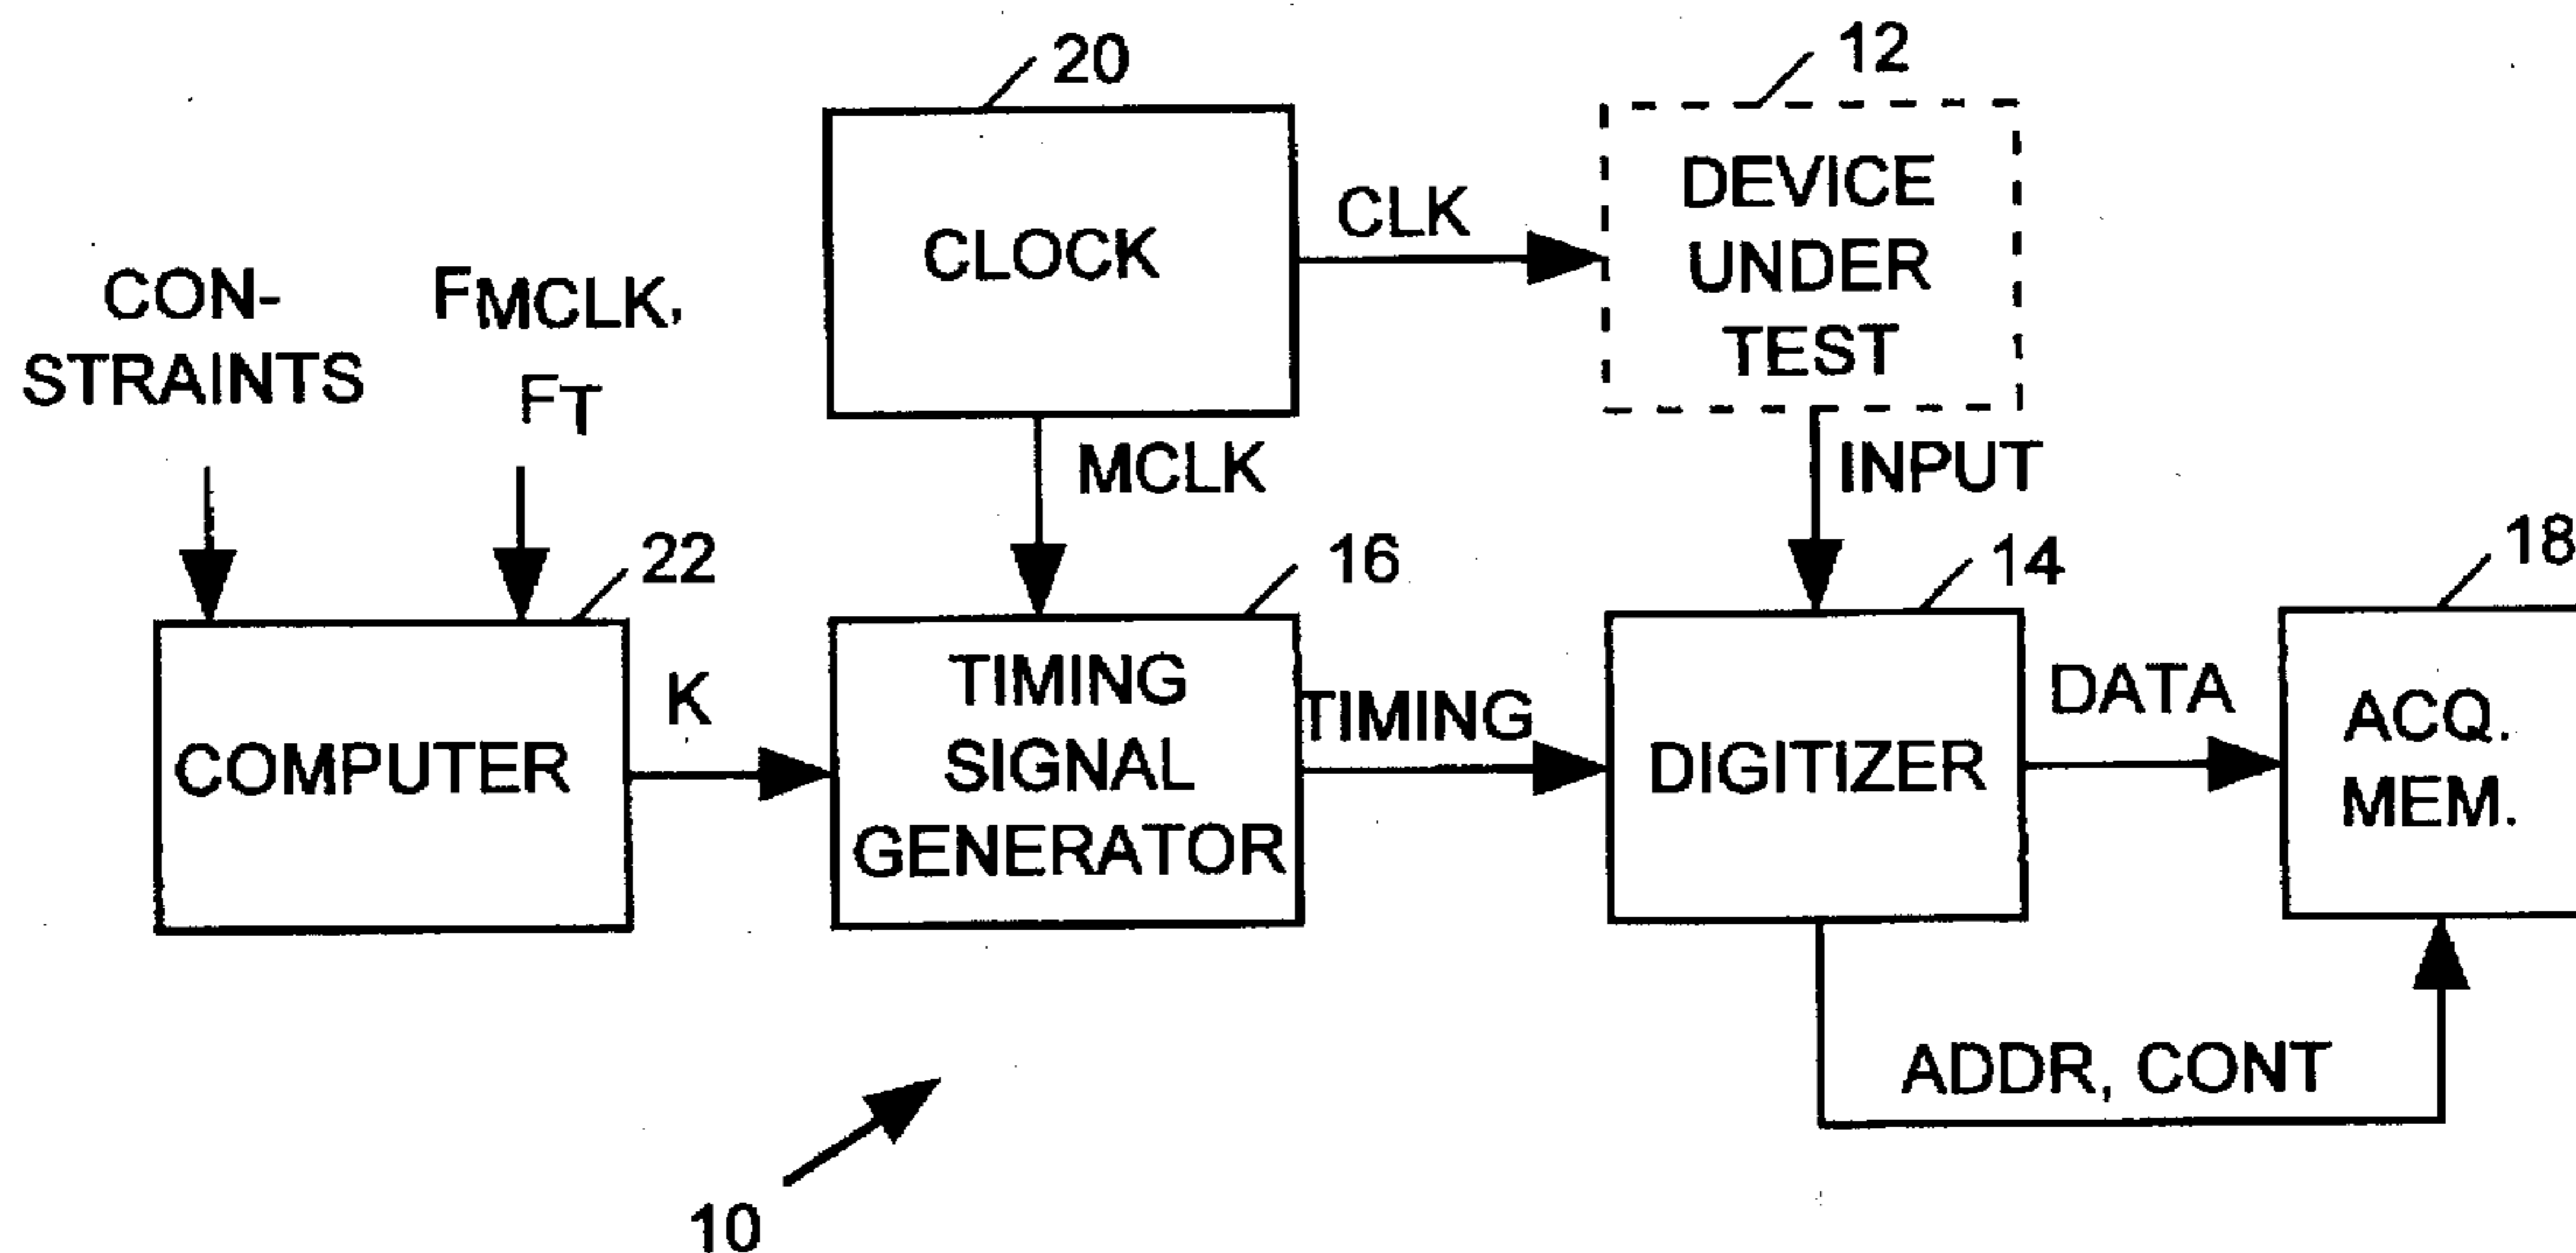 20
12
CLOCK
CLK
DEVICE
UNDER
TEST
CON-
STRAINTS
FMCLK,
FT
MCLK
INPUT
22
16
14
18
COMPUTER
K
TIMING
SIGNAL
GENERATOR
TIMING
DIGITIZER
DATA
ACQ.
MEM.
ADDR, CONT
10